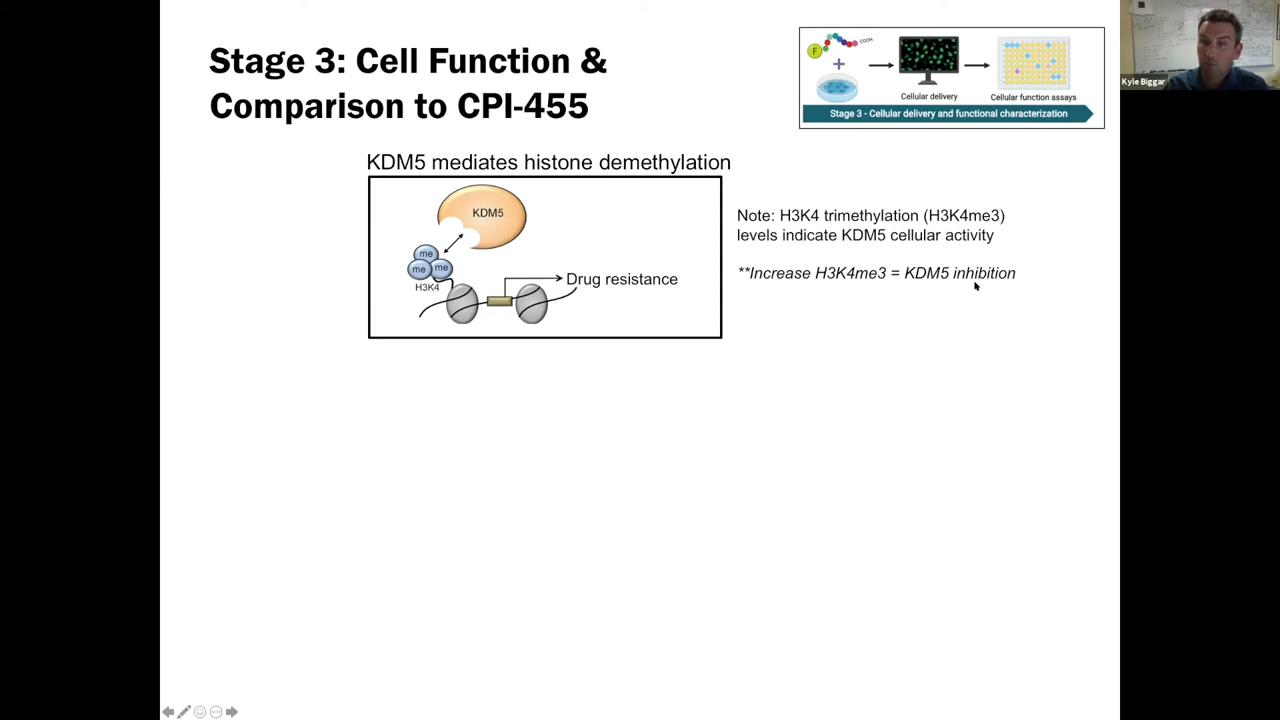 Stage 3: Cell Function &
Comparison to CPI-455
F
COOH
+
Cellular delivery
Cellular function assays
Stage 3 - Cellular delivery and functional characterization
Kyle Biggar
KDM5 mediates histone demethylation
KDM5
me
me
me
H3K4
Drug resistance
Note: H3K4 trimethylation (H3K4me3)
levels indicate KDM5 cellular activity
**Increase H3K4me3 = KDM5 inhibition